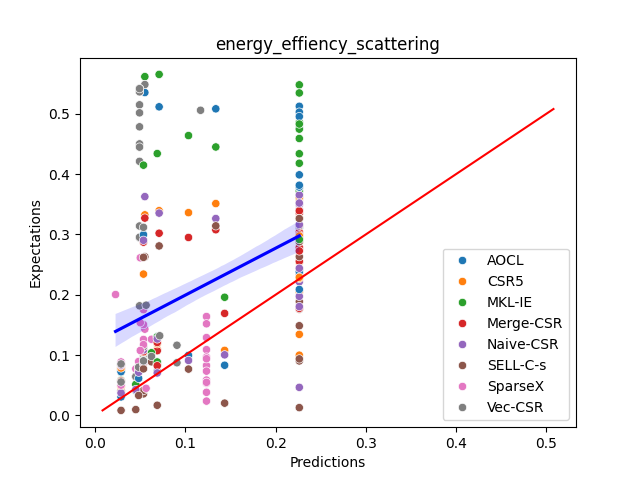 energy_effiency_scattering
Expectations
0.5
0.4
0.3
0.2
0.1
0.0
0.0 0.1 0.2 0.3 0.4 0.5
Predictions
AOCL
CSR5
MKL-IE
Merge-CSR
Naive-CSR
SELL-C-s
SparseX
Vec-CSR